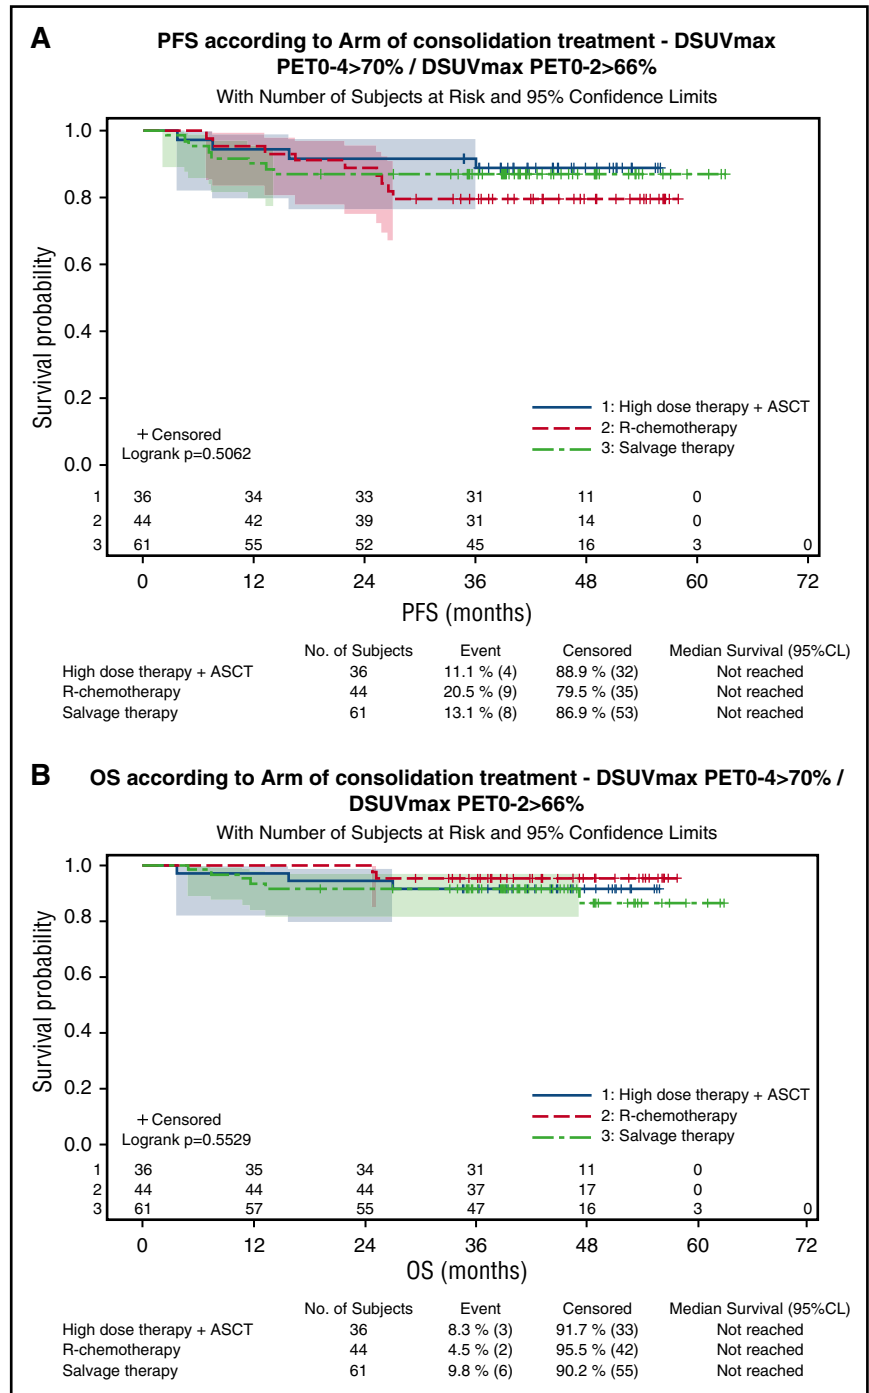 A
PFS according to Arm of consolidation treatment - DSUVmax
PET0-4>70% / DSUVmax PET0-2>66%
With Number of Subjects at Risk and 95% Confidence Limits
Survival probability
1.0
0.8
0.6
0.4
0.2
0.0
1: High dose therapy + ASCT
2: R-chemotherapy
3: Salvage therapy
+ Censored
Logrank p=0.5062
1 36 34 33 31 11 0
2 44 42 39 31 14 0
3 61 55 52 45 16 3 0
0 12 24 36 48 60 72
PFS (months)
No. of Subjects Event Censored Median Survival (95%CL)
High dose therapy + ASCT 36 11.1 % (4) 88.9 % (32) Not reached
R-chemotherapy 44 20.5 % (9) 79.5 % (35) Not reached
Salvage therapy 61 13.1 % (8) 86.9 % (53) Not reached
B
OS according to Arm of consolidation treatment - DSUVmax PET0-4>70% /
DSUVmax PET0-2>66%
With Number of Subjects at Risk and 95% Confidence Limits
Survival probability
1.0
0.8
0.6
0.4
0.2
0.0
1: High dose therapy + ASCT
2: R-chemotherapy
3: Salvage therapy
+ Censored
Logrank p=0.5529
1 36 35 34 31 11 0
2 44 44 44 37 17 0
3 61 57 55 47 16 3 0
0 12 24 36 48 60 72
OS (months)
No. of Subjects Event Censored Median Survival (95%CL)
High dose therapy + ASCT 36 8.3 % (3) 91.7 % (33) Not reached
R-chemotherapy 44 4.5 % (2) 95.5 % (42) Not reached
Salvage therapy 61 9.8 % (6) 90.2 % (55) Not reached